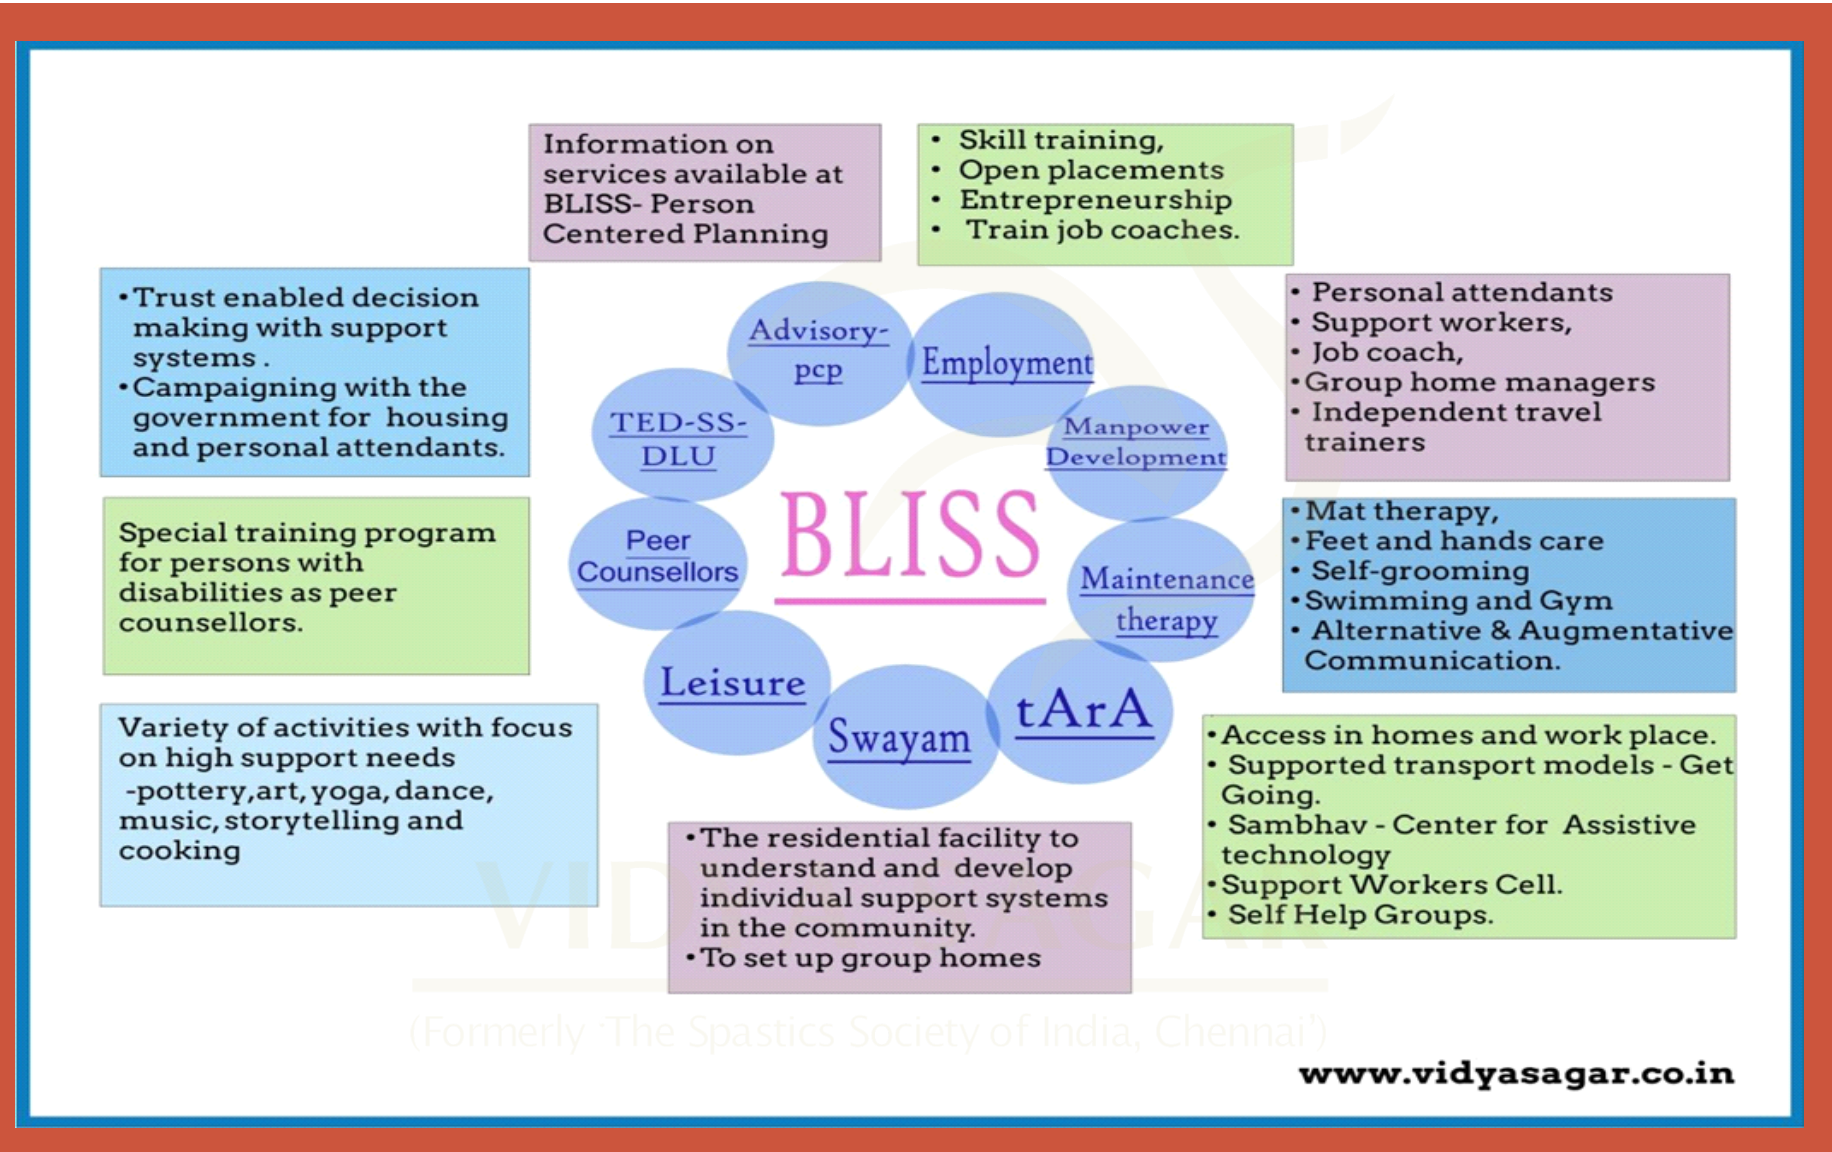 Information on
services available at
BLISS- Person
Centered Planning
• Skill training,
• Open placements
• Entrepreneurship
• Train job coaches.
• Trust enabled decision
making with support
systems .
• Campaigning with the
government for housing
and personal attendants.
• Personal attendants
• Support workers,
• Job coach,
• Group home managers
• Independent travel
trainers
Advisory-
pcp
Employment
TED-SS-
DLU
Manpower
Development
BLISS
Peer
Counsellors
Maintenance
therapy
Leisure
Swayam
tArA
Special training program
for persons with
disabilities as peer
counsellors.
• Mat therapy,
• Feet and hands care
• Self-grooming
• Swimming and Gym
• Alternative & Augmentative
Communication.
Variety of activities with focus
on high support needs
-pottery,art,yoga,dance,
music,storytelling and
cooking
• Access in homes and work place.
• Supported transport models - Get
Going.
• Sambhav - Center for Assistive
technology
• Support Workers Cell.
• Self Help Groups.
• The residential facility to
understand and develop
individual support systems
in the community.
• To set up group homes
VIDYA SAGAR
(Formerly 'The Spastics Society of India, Chennai')
www.vidyasagar.co.in